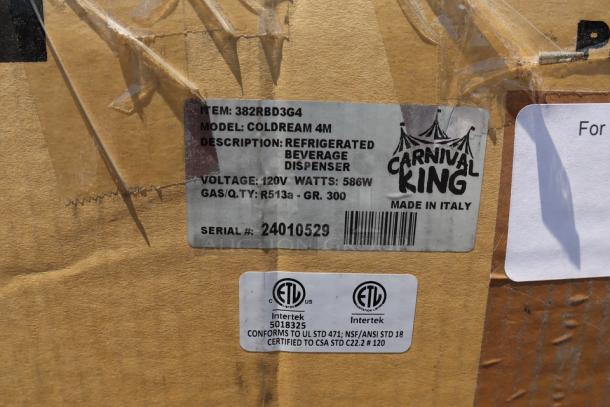 ITEM: 382RBD3G4
MODEL: COLDREAM 4M
DESCRIPTION: REFRIGERATED
BEVERAGE
DISPENSER
VOLTAGE: 120V WATTS: 586W
GAS/Q.TY: R513a - GR. 300
CARNIVAL
KING
MADE IN ITALY
SERIAL #: 24010529
For
C ETL US
Intertek
5018325
ETL
Intertek
CONFORMS TO UL STD 471; NSF/ANSI STD 18
CERTIFIED TO CSA STD C22.2 # 120